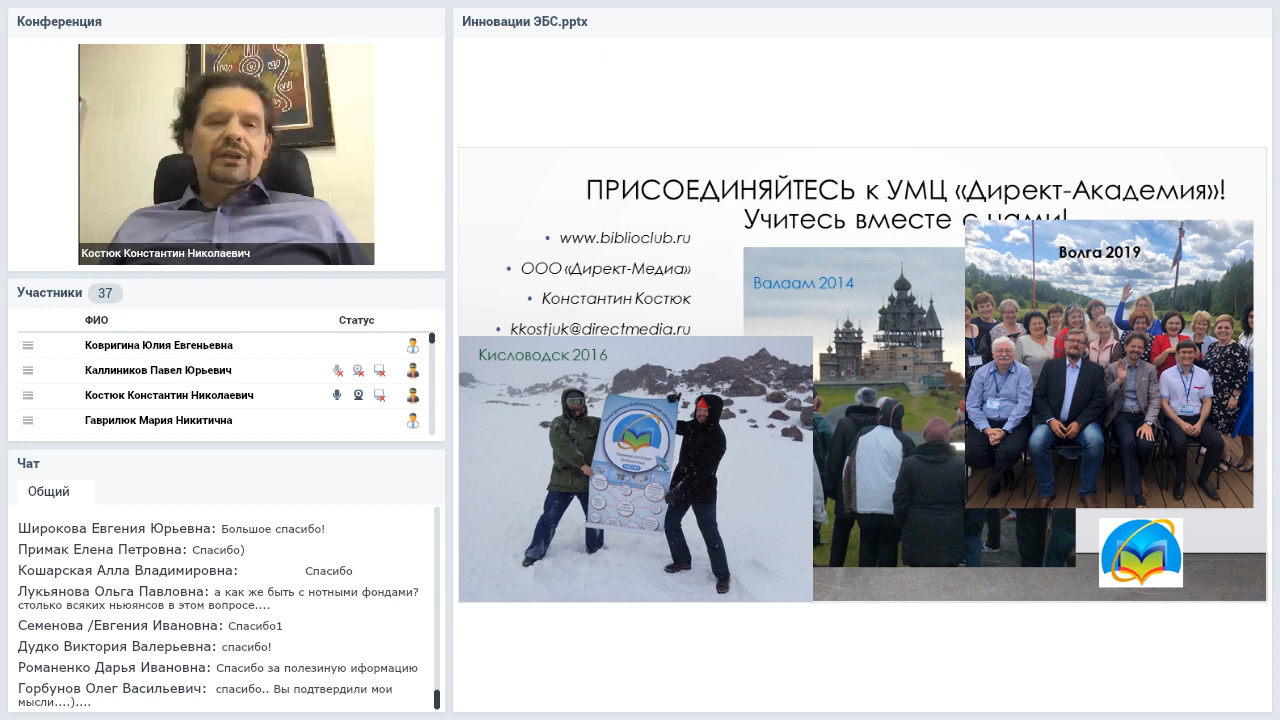 Конференция
Костюк Константин Николаевич
Участники 37
ФИО Статус
Ковригина Юлия Евгеньевна
Каллиников Павел Юрьевич
Костюк Константин Николаевич
Гаврилюк Мария Никитична
Чат
Общий
Широкова Евгения Юрьевна: Большое спасибо!
Примак Елена Петровна: Спасибо)
Кошарская Алла Владимировна: Спасибо
Лукьянова Ольга Павловна: а как же быть с нотными фондами?
столько всяких ньюянсов в этом вопросе....
Семенова /Евгения Ивановна: Спасибо1
Дудко Виктория Валерьевна: спасибо!
Романенко Дарья Ивановна: Спасибо за полезиную иформацию
Горбунов Олег Васильевич: спасибо.. Вы подтвердили мои
мысли....)....
Инновации ЭБС.pptx
ПРИСОЕДИНЯЙТЕСЬ к УМЦ «Директ-Академия»!
Учитесь вместе с нами!
• www.biblioclub.ru
• ООО «Директ-Медиа»
• Константин Костюк
• kkostjuk@directmedia.ru
Кисловодск 2016
Валаам 2014
Волга 2019